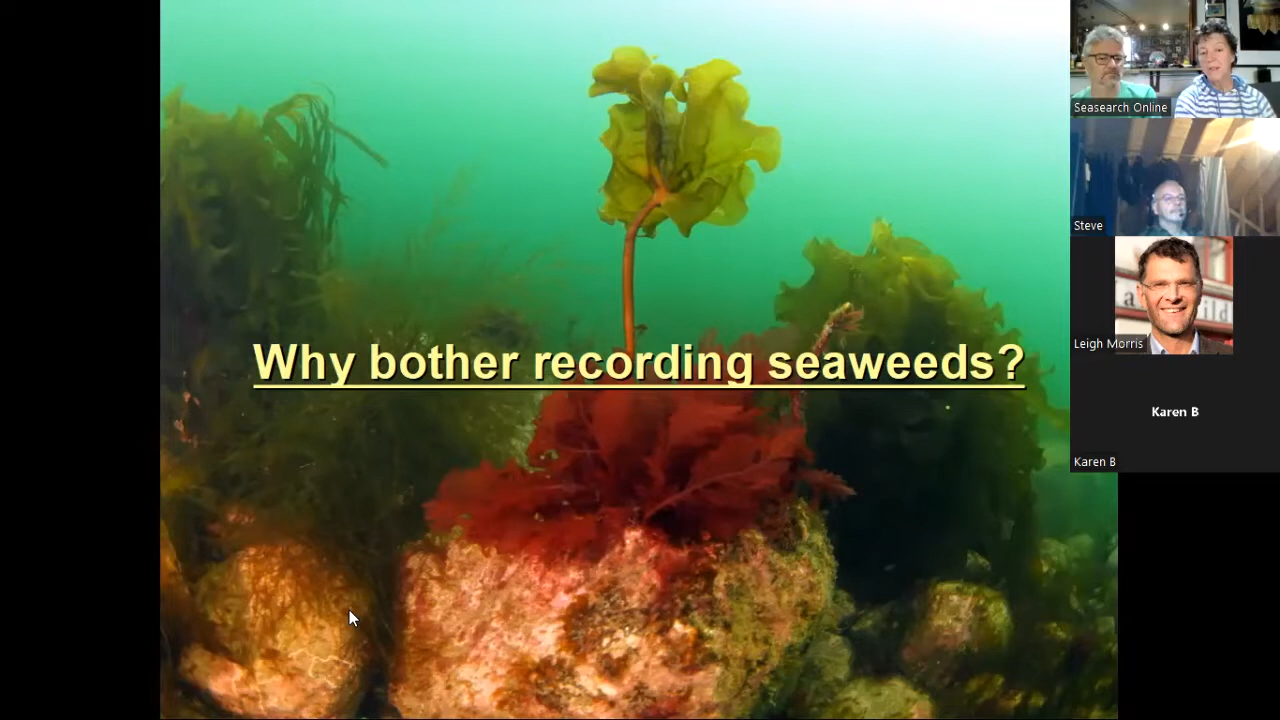 Why bother recording seaweeds?
Seasearch Online
Steve
Leigh Morris
Karen B
Karen B